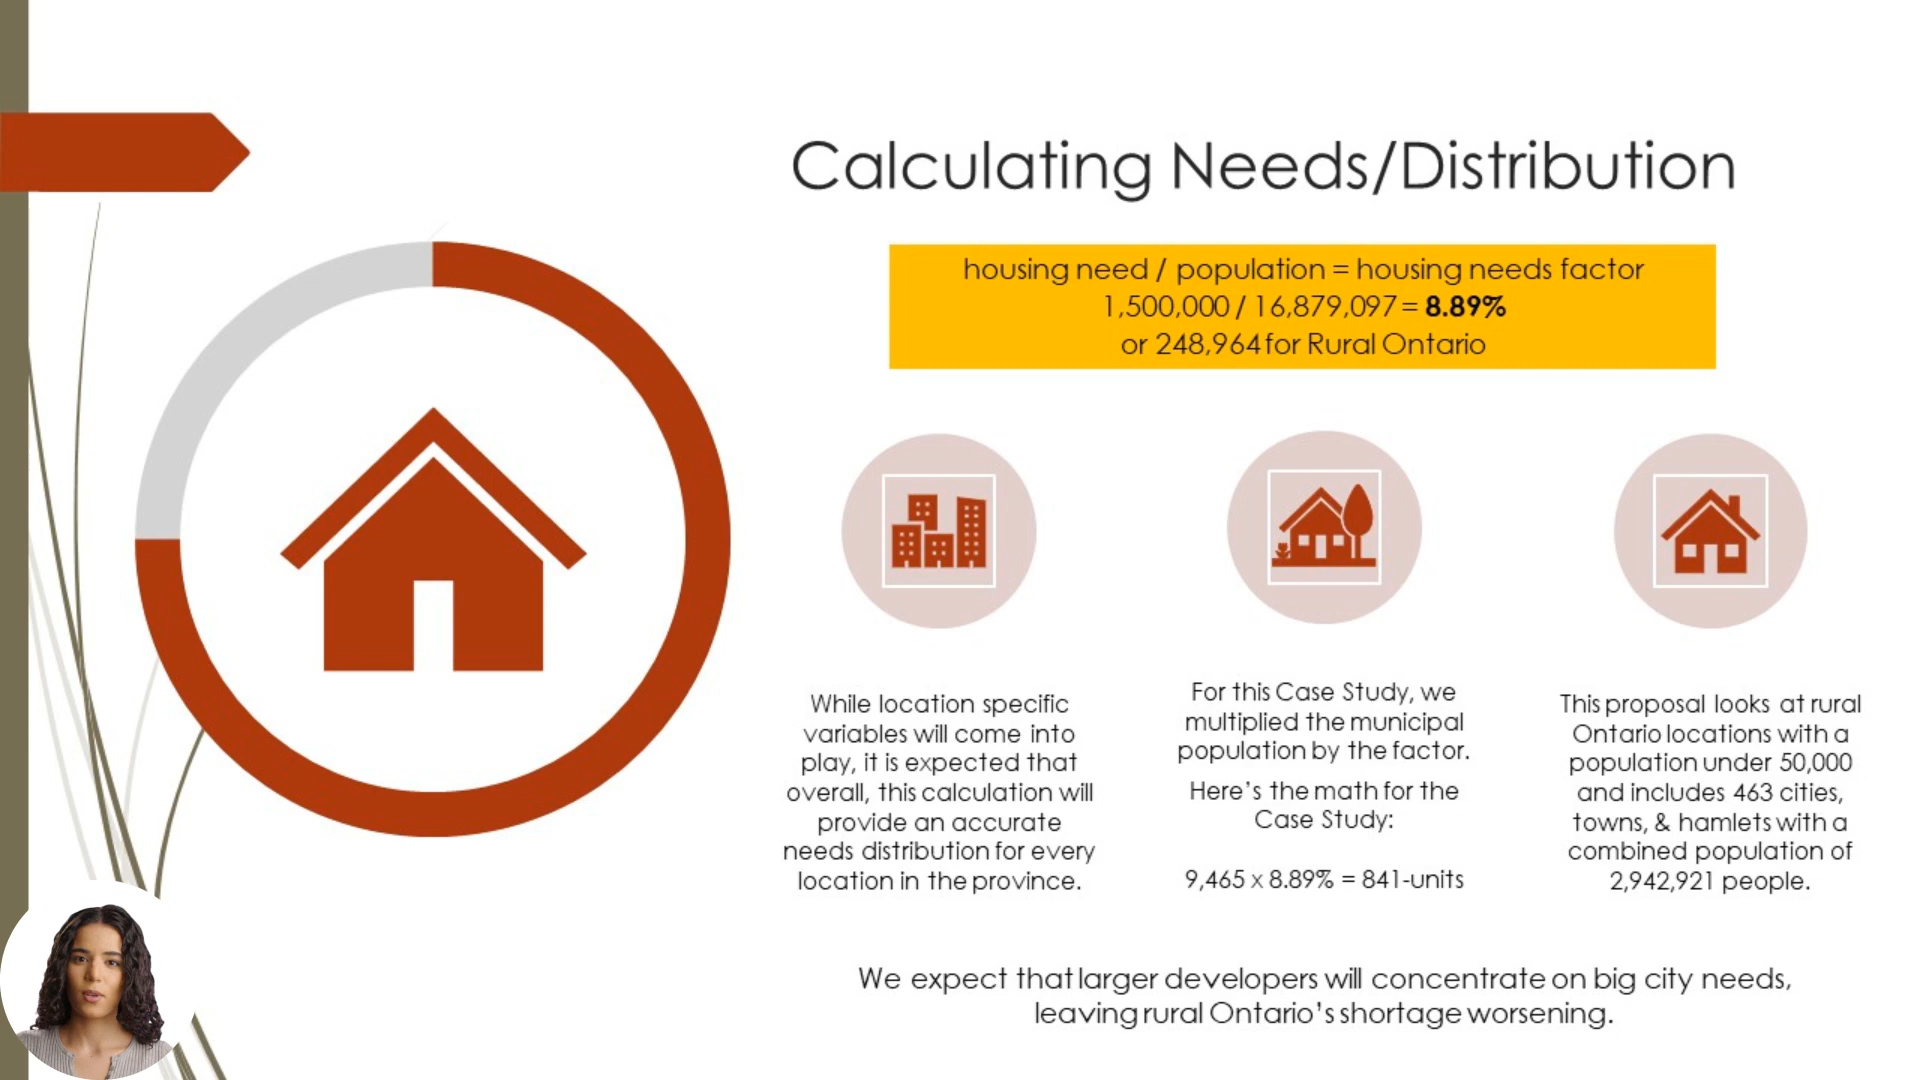 Calculating Needs/Distribution
housing need / population = housing needs factor
1,500,000 / 16,879,097 = 8.89%
or 248,964 for Rural Ontario
While location specific
variables will come into
play, it is expected that
overall, this calculation will
provide an accurate
needs distribution for every
location in the province.
For this Case Study, we
multiplied the municipal
population by the factor.
Here's the math for the
Case Study:
9,465 x 8.89% = 841-units
This proposal looks at rural
Ontario locations with a
population under 50,000
and includes 463 cities,
towns, & hamlets with a
combined population of
2,942,921 people.
We expect that larger developers will concentrate on big city needs,
leaving rural Ontario's shortage worsening.